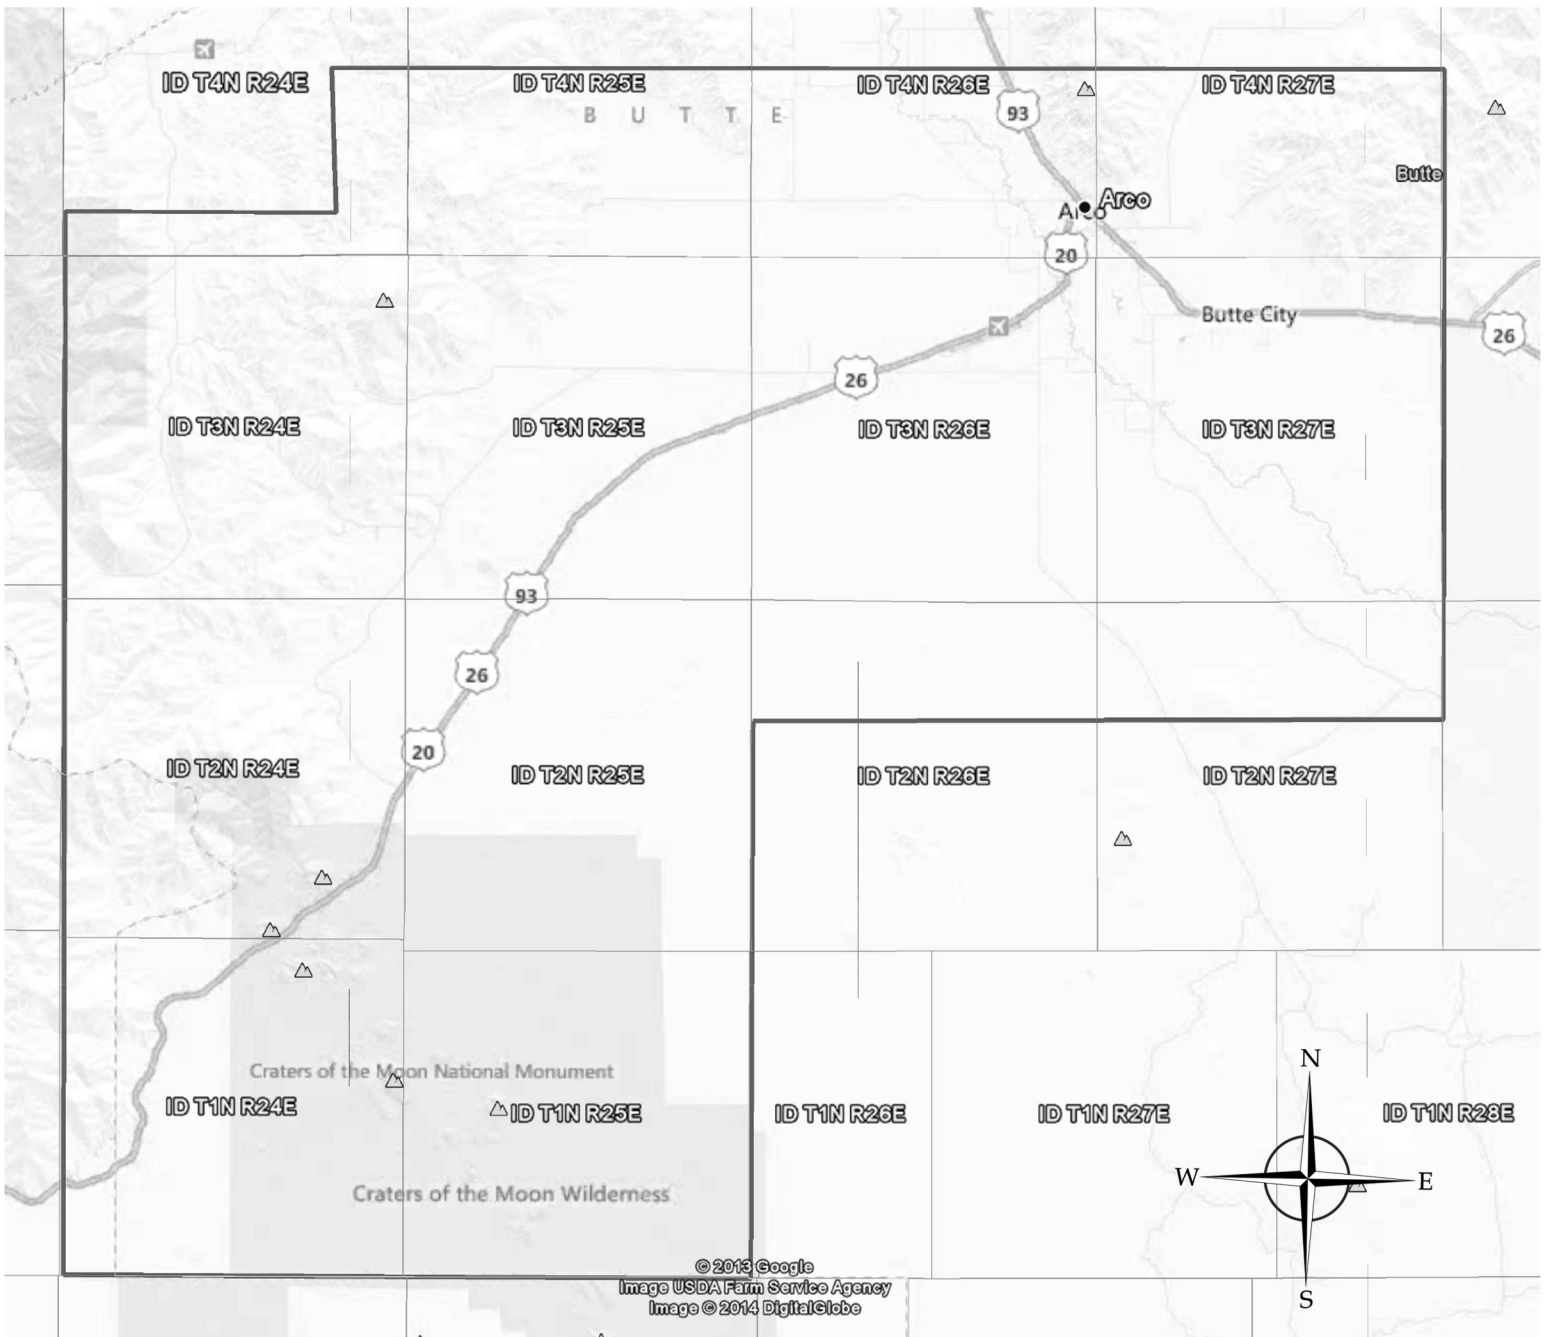 ID T4N R24E
ID T4N R25E
ID T4N R26E
ID T4N R27E
BUTTE
93
Butte
Arco
Arco
20
Butte City
26
26
ID T3N R24E
ID T3N R25E
ID T3N R26E
ID T3N R27E
93
26
20
ID T2N R24E
ID T2N R25E
ID T2N R26E
ID T2N R27E
Craters of the Moon National Monument
ID T1N R24E
ID T1N R25E
ID T1N R26E
ID T1N R27E
ID T1N R28E
Craters of the Moon Wilderness
N
W
E
S
© 2013 Google
Image USDA Farm Service Agency
Image © 2014 DigitalGlobe